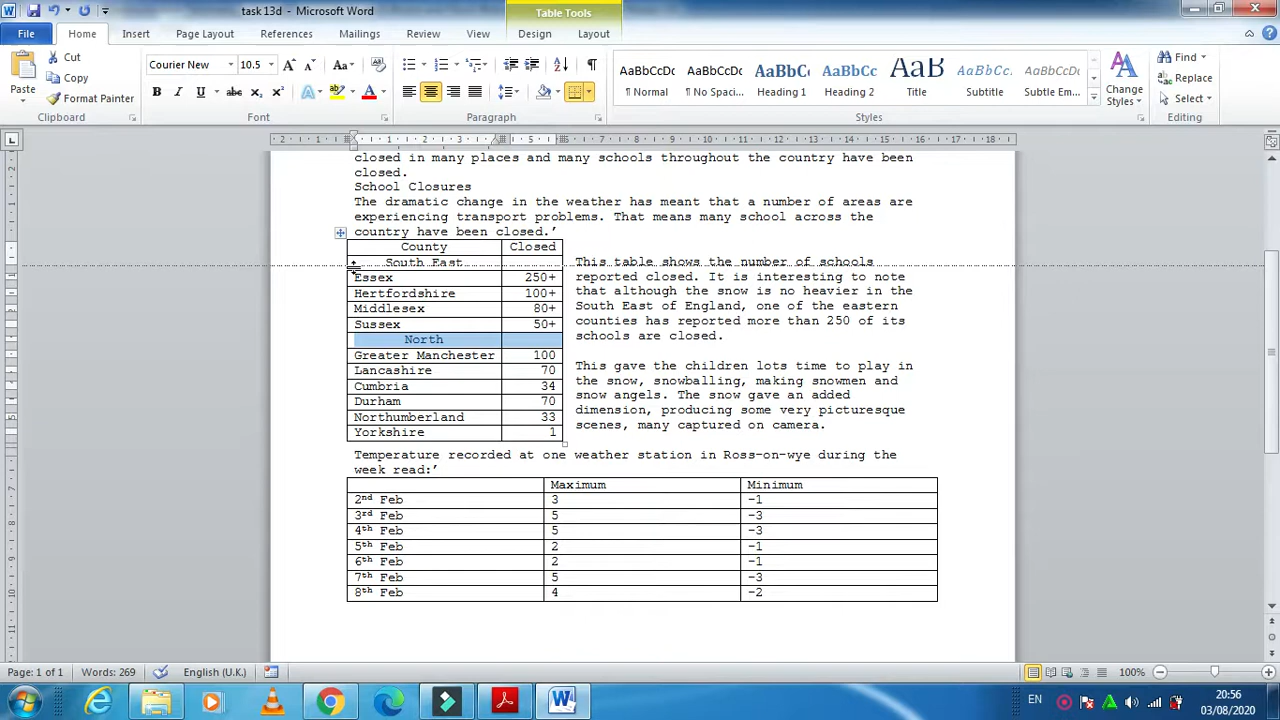 task 13d - Microsoft Word
Table Tools
File Home Insert Page Layout References Mailings Review View Design Layout
Paste
Cut
Copy
Format Painter
Clipboard
Courier New 10.5
Font
Paragraph
AaBbCcDc AaBbCcDc AaBbCc AaBbCc AaB AaBbCcI AaBbCcDc
¶ Normal ¶ No Spaci... Heading 1 Heading 2 Title Subtitle Subtle Em...
Change Styles
Styles
Find
Replace
Select
Editing
closed in many places and many schools throughout the country have been
closed.
School Closures
The dramatic change in the weather has meant that a number of areas are
experiencing transport problems. That means many school across the
country have been closed.’
County Closed
South East
Essex 250+
Hertfordshire 100+
Middlesex 80+
Sussex 50+
North
Greater Manchester 100
Lancashire 70
Cumbria 34
Durham 70
Northumberland 33
Yorkshire 1
This table shows the number of schools
reported closed. It is interesting to note
that although the snow is no heavier in the
South East of England, one of the eastern
counties has reported more than 250 of its
schools are closed.
This gave the children lots time to play in
the snow, snowballing, making snowmen and
snow angels. The snow gave an added
dimension, producing some very picturesque
scenes, many captured on camera.
Temperature recorded at one weather station in Ross-on-wye during the
week read:’
Maximum Minimum
2nd Feb 3 -1
3rd Feb 5 -3
4th Feb 5 -3
5th Feb 2 -1
6th Feb 2 -1
7th Feb 5 -3
8th Feb 4 -2
Page: 1 of 1 Words: 269 English (U.K.) 100%
EN
20:56
03/08/2020